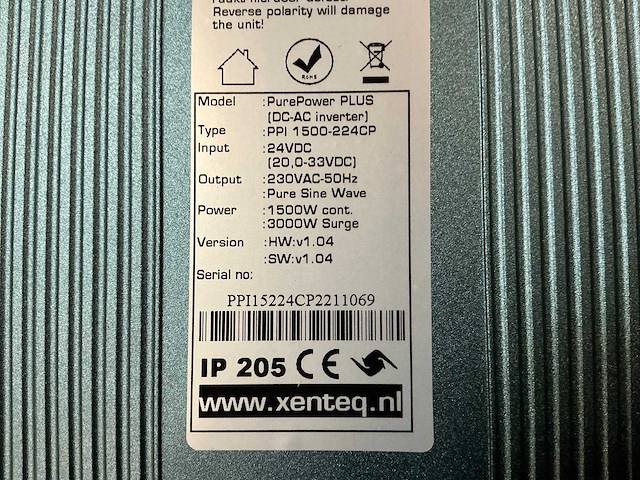 Reverse polarity will damage
the unit!
ROHS
Model :PurePower PLUS
(DC-AC inverter)
Type :PPI 1500-224CP
Input :24VDC
(20,0-33VDC)
Output :230VAC-50Hz
:Pure Sine Wave
Power :1500W cont.
:3000W Surge
Version :HW:v1.04
:SW:v1.04
Serial no:
PPI15224CP2211069
IP 205 CE
www.xenteq.nl